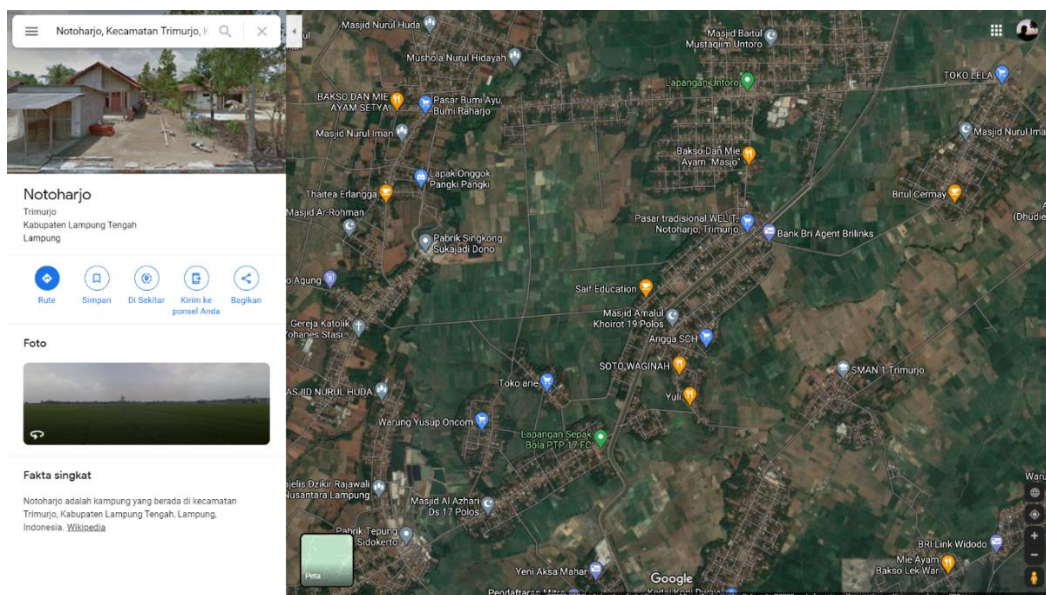 Notoharjo, Kecamatan Trimurjo, K
Notoharjo
Trimurjo
Kabupaten Lampung Tengah
Lampung
Rute
Simpan
Di Sekitar
Kirim ke
ponsel Anda
Bagikan
Foto
Fakta singkat
Notoharjo adalah kampung yang berada di kecamatan
Trimurjo, Kabupaten Lampung Tengah, Lampung,
Indonesia. Wikipedia
Masjid Nurul Huda
Mushola Nurul Hidayah
BAKSO DAN MIE
AYAM SETYA
Pasar Bumi Ayu,
Bumi Raharjo
Masjid Nurul Iman
Lapak Onggok
Pangki Pangki
Thaitea Erlangga
Masjid Ar-Rohman
Pabrik Singkong
Sukajadi Dono
o Agung
Gereja Katolik
Yohanes Stasi...
MASJID NURUL HUDA
Warung Yusup Oncom
Toko arie
Majelis Dzikir Rajawali
Nusantara Lampung
Masjid Al Azhari
Ds 17 Polos
Pabrik Tepung
Sidokerto
Peta
Masjid Baitul
Mustaqim Untoro
Lapangan Untoro
TOKO LELA
Masjid Nurul Ima
Bakso Dan Mie
Ayam "Masjo"
Bitul Cermay
(Dhudie
Pasar tradisional WELIT,
Notoharjo, Trimurjo
Bank Bri Agent Brilinks
Saif Education
Masjid Amalul
Khoirot 19 Polos
Angga SCH
SOTO WAGINAH
Yuli
SMAN 1 Trimurjo
Lapangan Sepak
Bola PTP 17 FC
Waru
BRI Link Widodo
Mie Ayam
Bakso Lek War
Yeni Aksa Mahar
Google